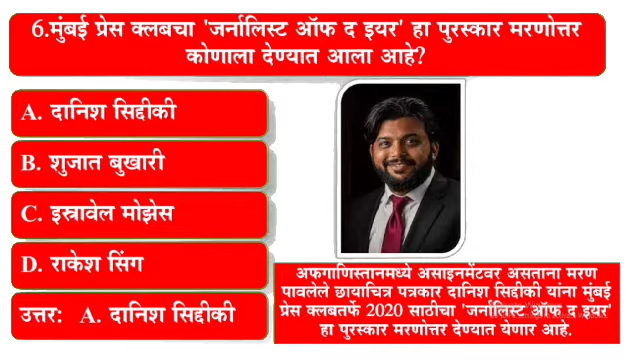 6.मुंबई प्रेस क्लबचा 'जर्नालिस्ट ऑफ द इयर' हा पुरस्कार मरणोत्तर
कोणाला देण्यात आला आहे?
A. दानिश सिद्दीकी
B. शुजात बुखारी
C. इस्रावेल मोझेस
D. राकेश सिंग
उत्तर: A. दानिश सिद्दीकी
अफगाणिस्तानमध्ये असाइनमेंटवर असताना मरण
पावलेले छायाचित्र पत्रकार दानिश सिद्दीकी यांना मुंबई
प्रेस क्लबतर्फे 2020 साठीचा 'जर्नालिस्ट ऑफ द इयर'
हा पुरस्कार मरणोत्तर देण्यात येणार आहे.